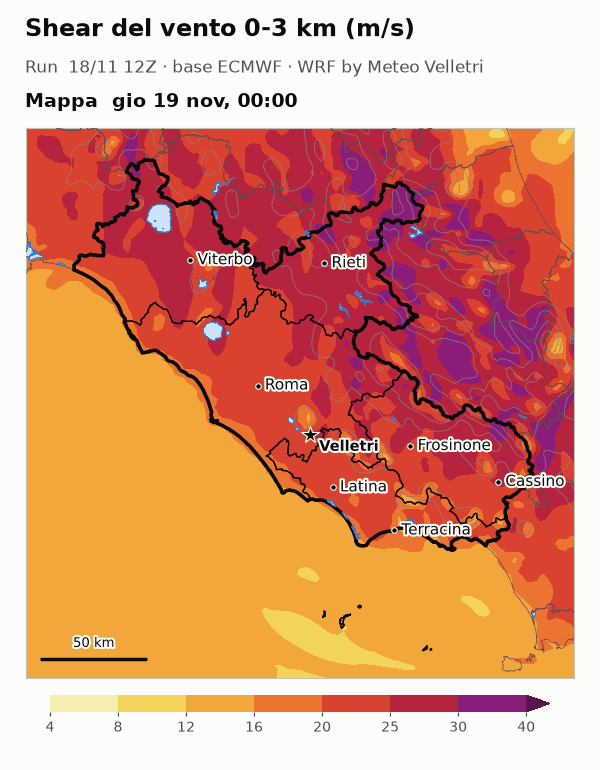 Shear del vento 0-3 km (m/s)
Run  18/11 12Z · base ECMWF · WRF by Meteo Velletri
Mappa  gio 19 nov, 00:00
Viterbo
Rieti
Roma
Velletri
Frosinone
Cassino
Latina
Terracina
50 km
4 8 12 16 20 25 30 40